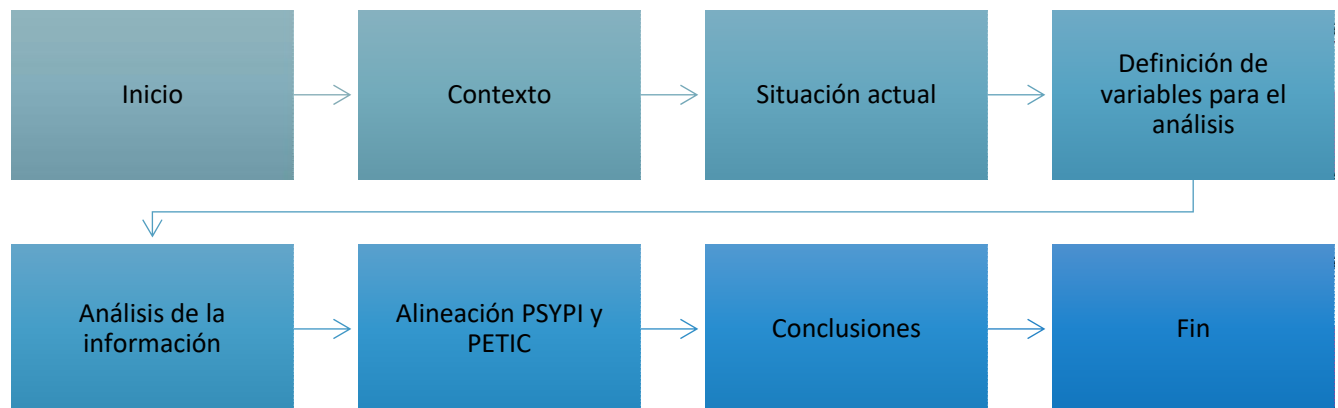 Inicio
Contexto
Situación actual
Definición de
variables para el
análisis
Análisis de la
información
Alineación PSYPI y
PETIC
Conclusiones
Fin